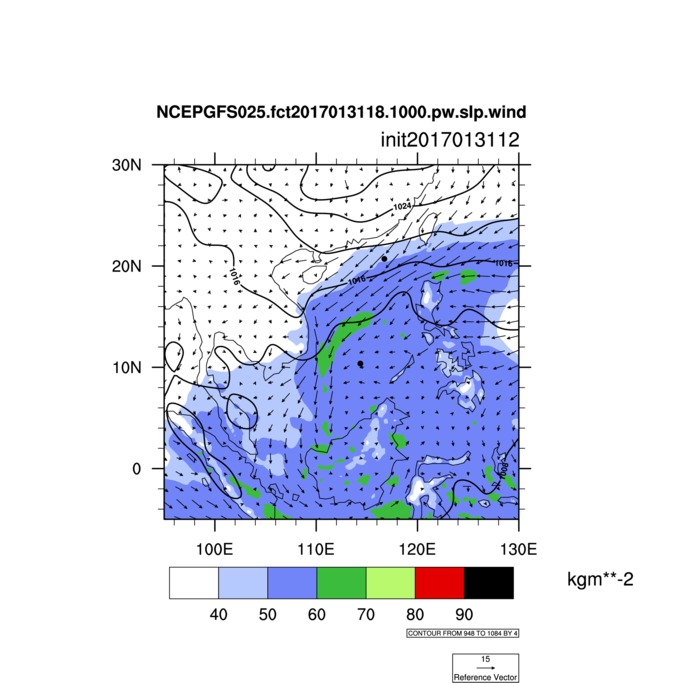 NCEPGFS025.fct2017013118.1000.pw.slp.wind
init2017013112
30N
20N
10N
0
1024
1016
1016
1016
1008
100E 110E 120E 130E
kgm**-2
40 50 60 70 80 90
CONTOUR FROM 948 TO 1084 BY 4
15
Reference Vector